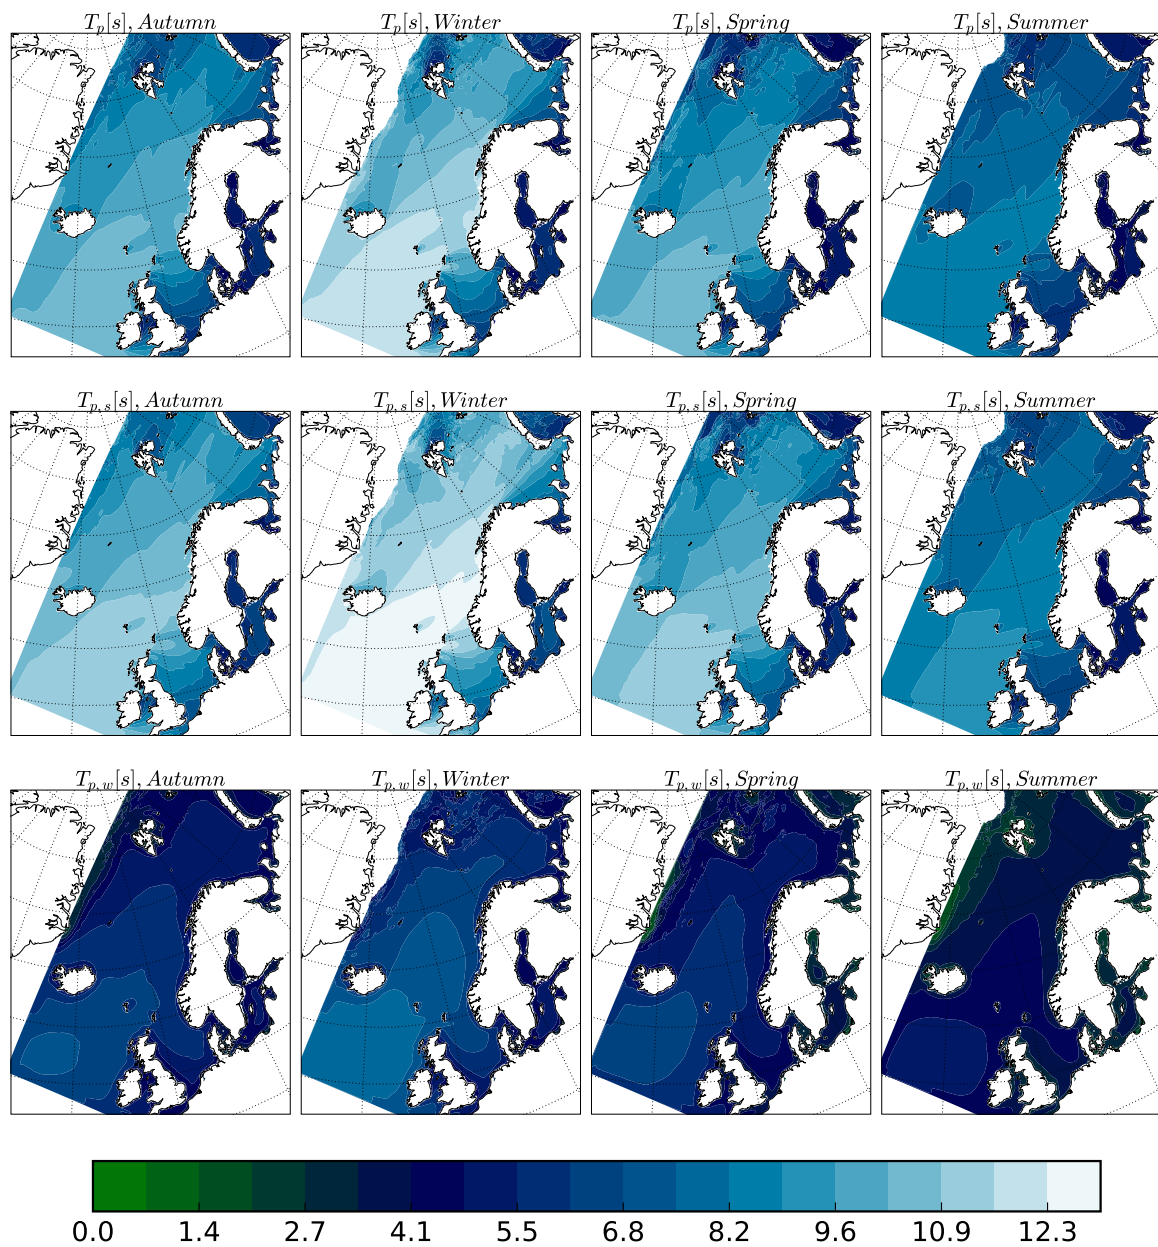 T_p[s], Autumn T_p[s], Winter T_p[s], Spring T_p[s], Summer
T_{p,s}[s], Autumn T_{p,s}[s], Winter T_{p,s}[s], Spring T_{p,s}[s], Summer
T_{p,w}[s], Autumn T_{p,w}[s], Winter T_{p,w}[s], Spring T_{p,w}[s], Summer
0.0 1.4 2.7 4.1 5.5 6.8 8.2 9.6 10.9 12.3